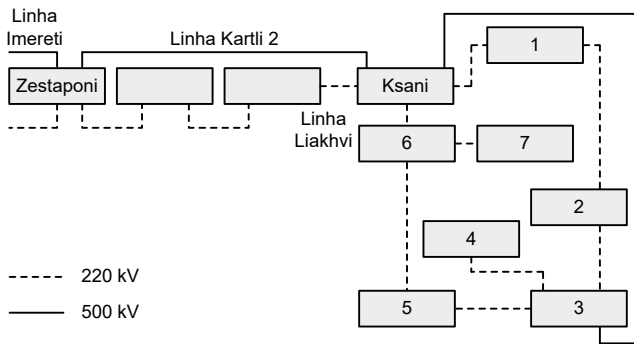 Linha
Imereti
Linha Kartli 2
1
Zestaponi
Ksani
Linha
Liakhvi
6
7
2
4
220 kV
5
3
500 kV